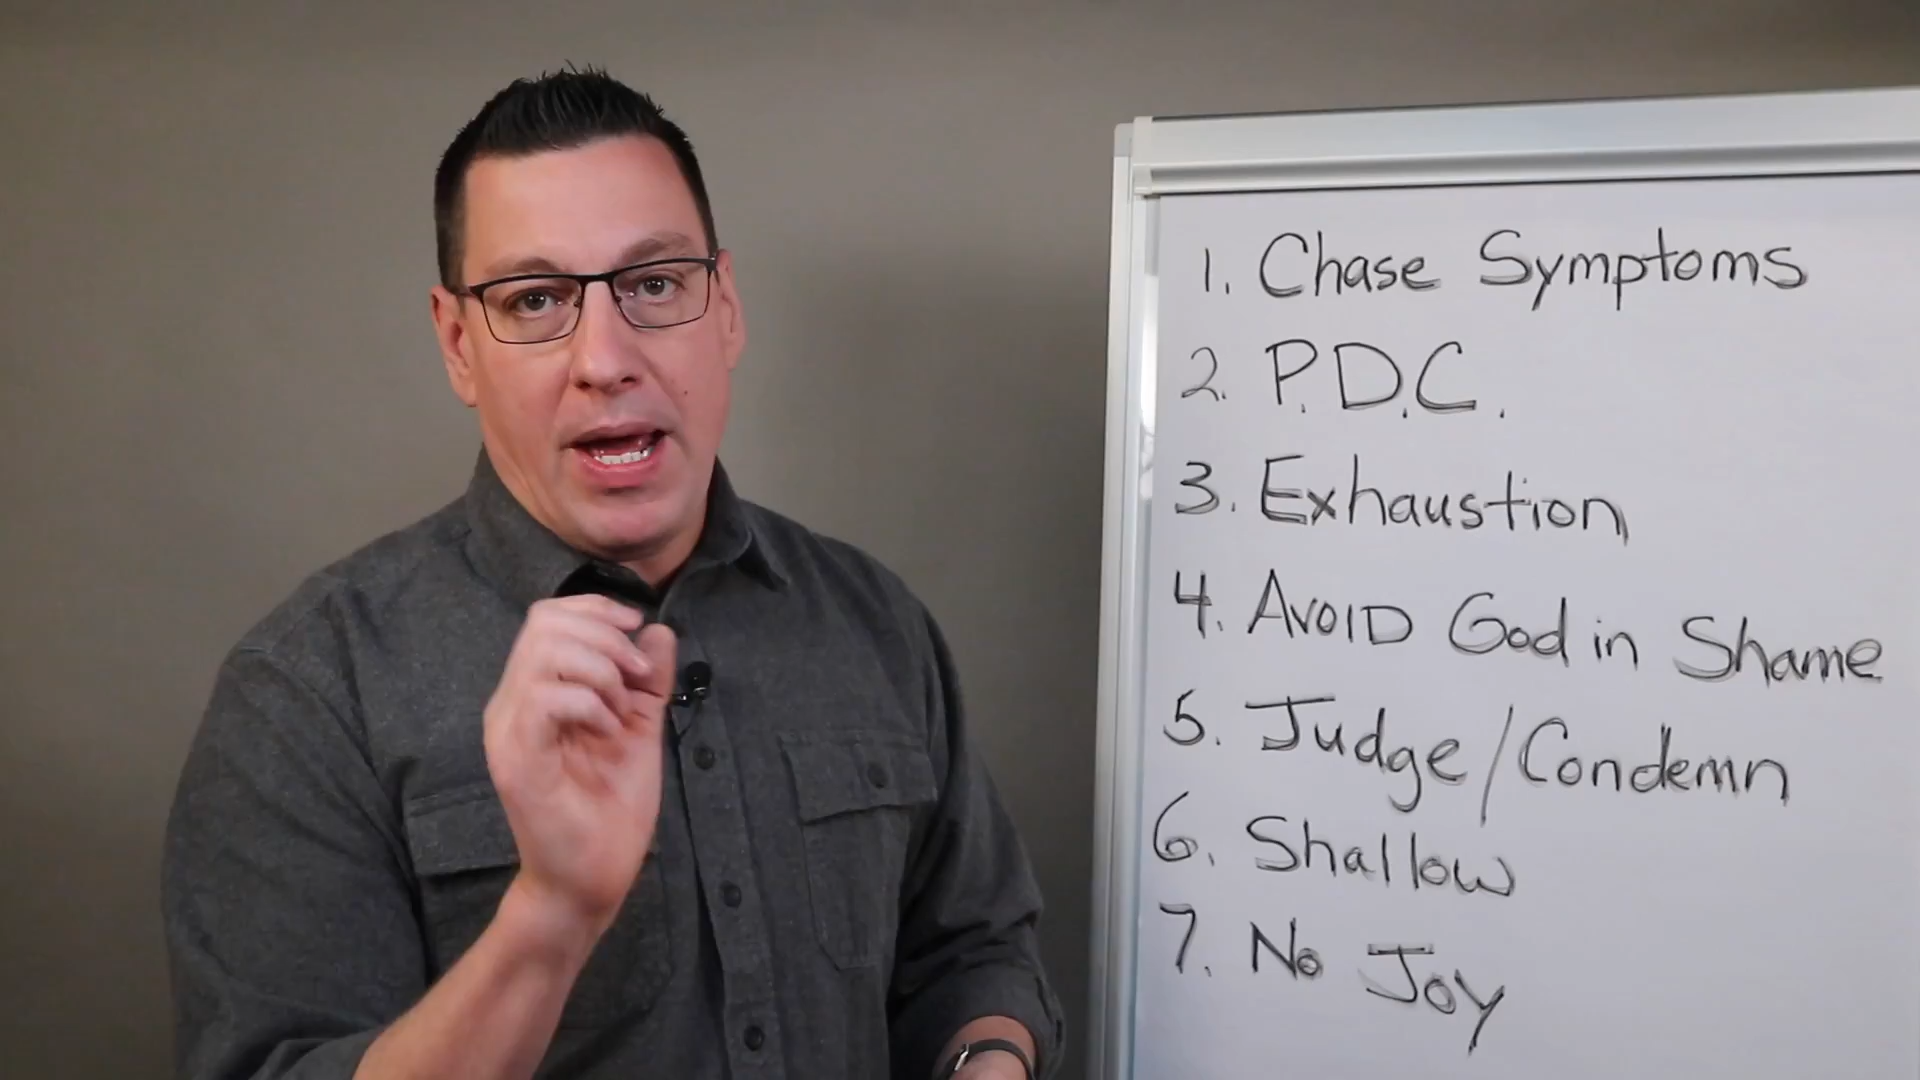 1. Chase Symptoms
2. P.D.C.
3. Exhaustion
4. AVOID God in Shame
5. Judge/Condemn
6. Shallow
7. No Joy